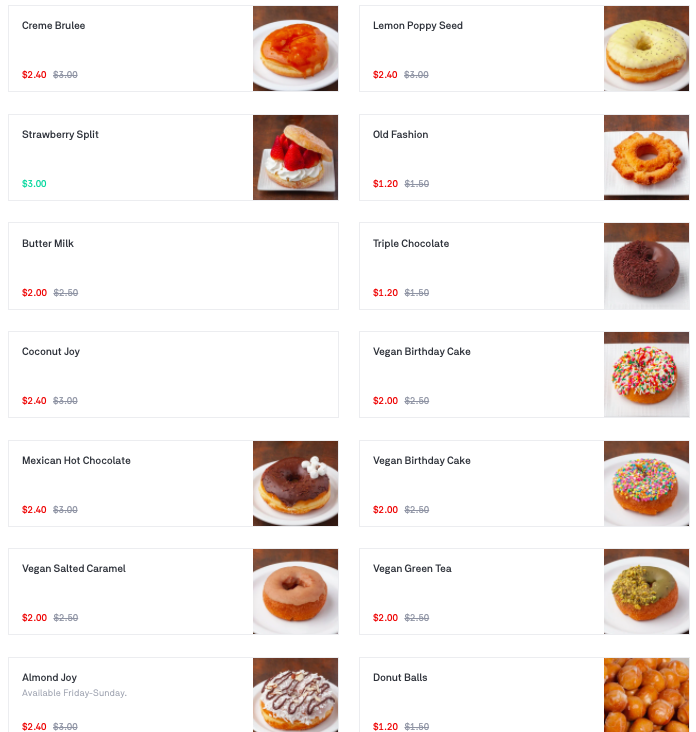 Creme Brulee
$2.40 $3.00
Lemon Poppy Seed
$2.40 $3.00
Strawberry Split
$3.00
Old Fashion
$1.20 $1.50
Butter Milk
$2.00 $2.50
Triple Chocolate
$1.20 $1.50
Coconut Joy
$2.40 $3.00
Vegan Birthday Cake
$2.00 $2.50
Mexican Hot Chocolate
$2.40 $3.00
Vegan Birthday Cake
$2.00 $2.50
Vegan Salted Caramel
$2.00 $2.50
Vegan Green Tea
$2.00 $2.50
Almond Joy
Available Friday-Sunday.
$2.40 $3.00
Donut Balls
$1.20 $1.50